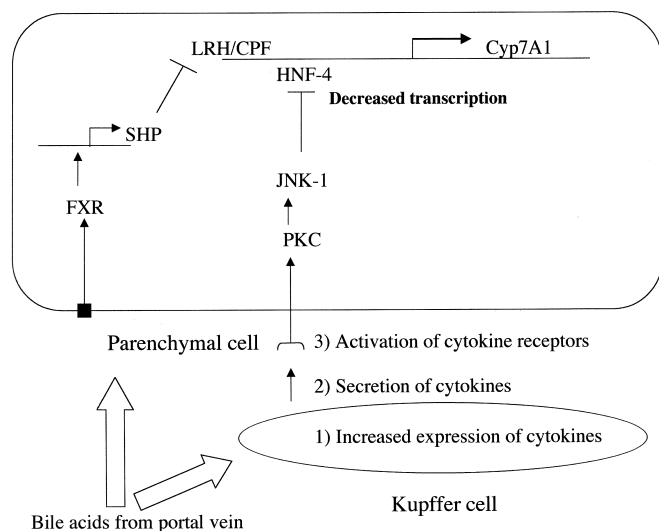 LRH/CPF
Cyp7A1
HNF-4
Decreased transcription
SHP
JNK-1
FXR
PKC
Parenchymal cell
3) Activation of cytokine receptors
2) Secretion of cytokines
1) Increased expression of cytokines
Kupffer cell
Bile acids from portal vein